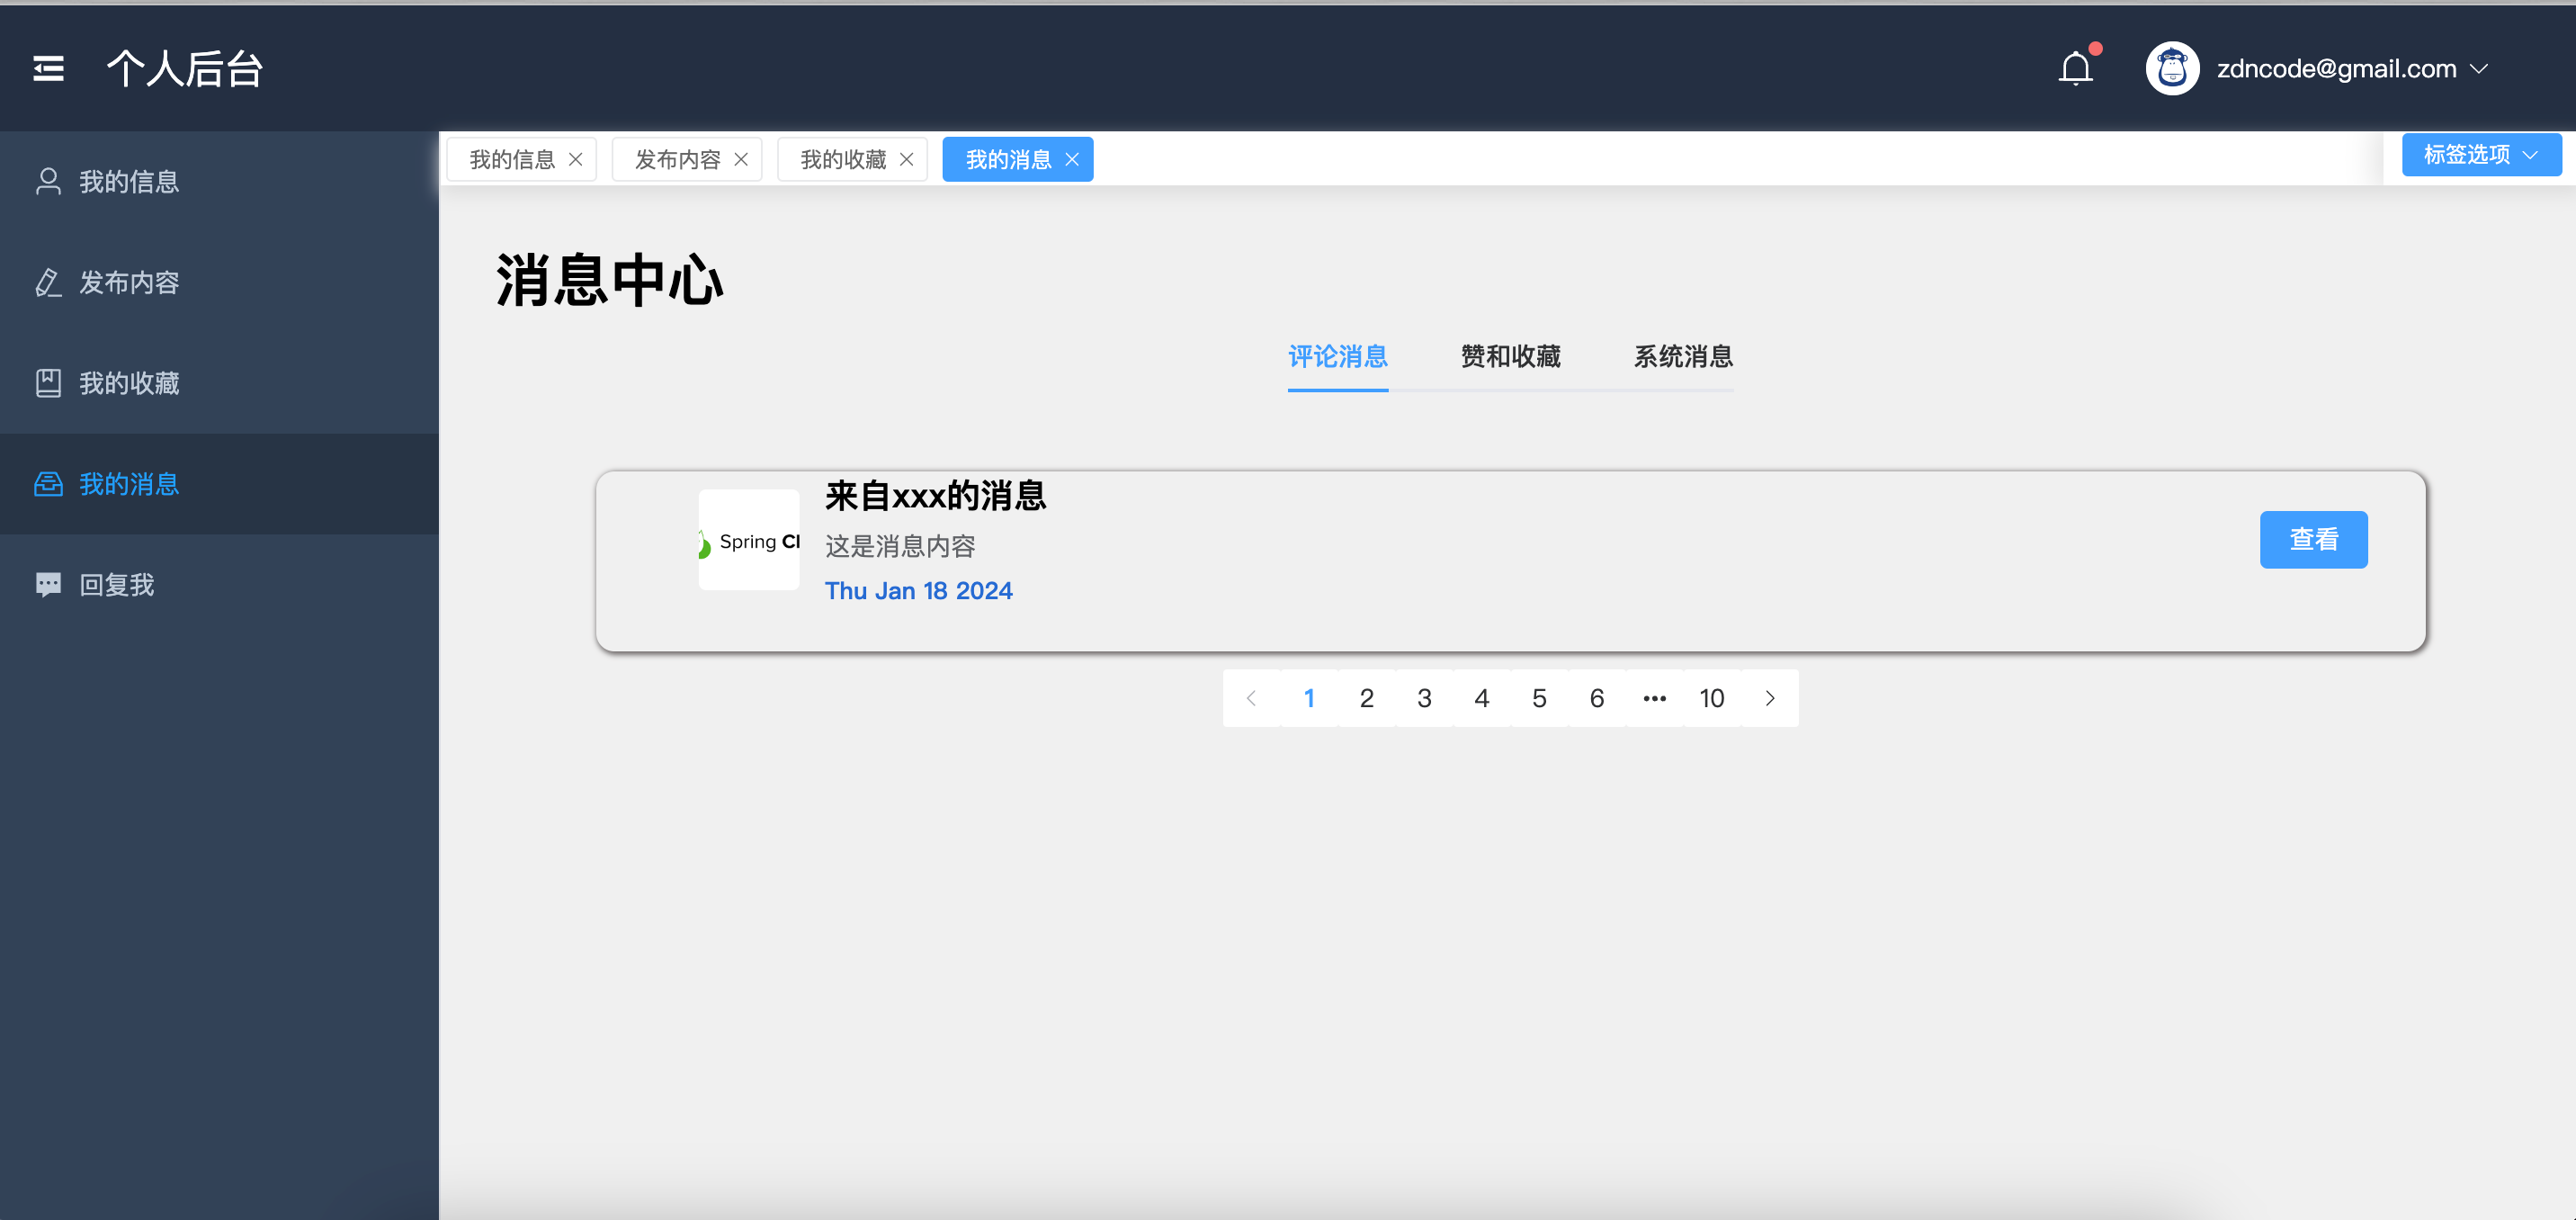 个人后台
zdncode@gmail.com
我的信息
发布内容
我的收藏
我的消息
回复我
我的信息 发布内容 我的收藏 我的消息 标签选项
消息中心
评论消息 赞和收藏 系统消息
Spring Cl
来自xxx的消息
这是消息内容
Thu Jan 18 2024
查看
1 2 3 4 5 6 ••• 10